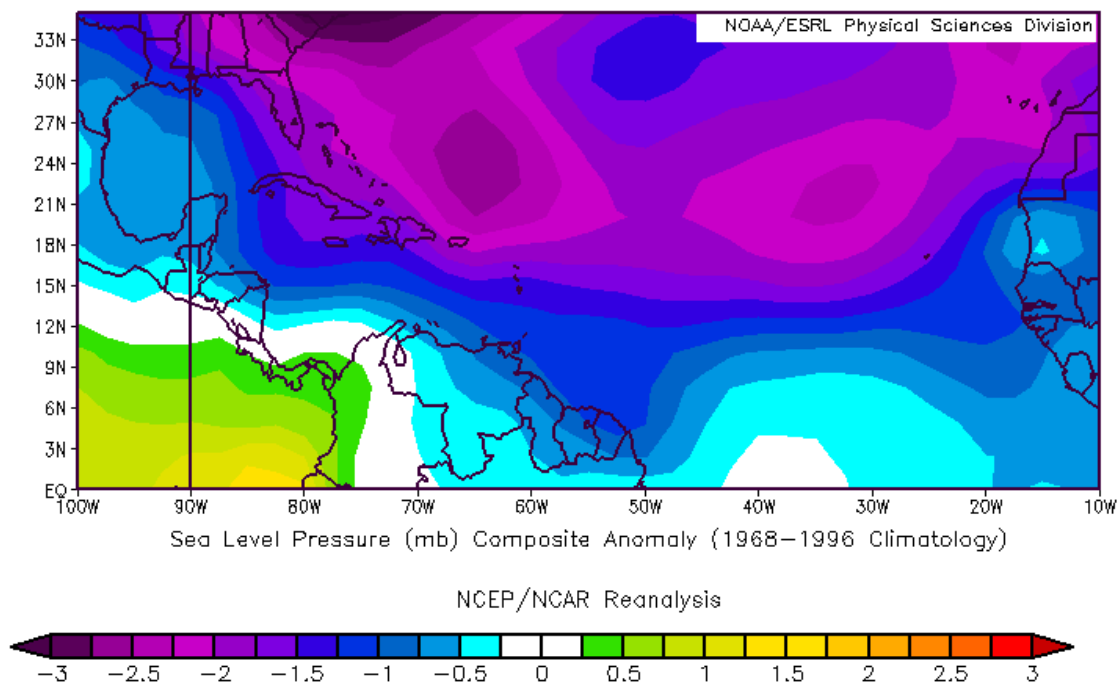 NOAA/ESRL Physical Sciences Division
33N
30N
27N
24N
21N
18N
15N
12N
9N
6N
3N
EQ
100W 90W 80W 70W 60W 50W 40W 30W 20W 10W
Sea Level Pressure (mb) Composite Anomaly (1968−1996 Climatology)
NCEP/NCAR Reanalysis
−3 −2.5 −2 −1.5 −1 −0.5 0 0.5 1 1.5 2 2.5 3